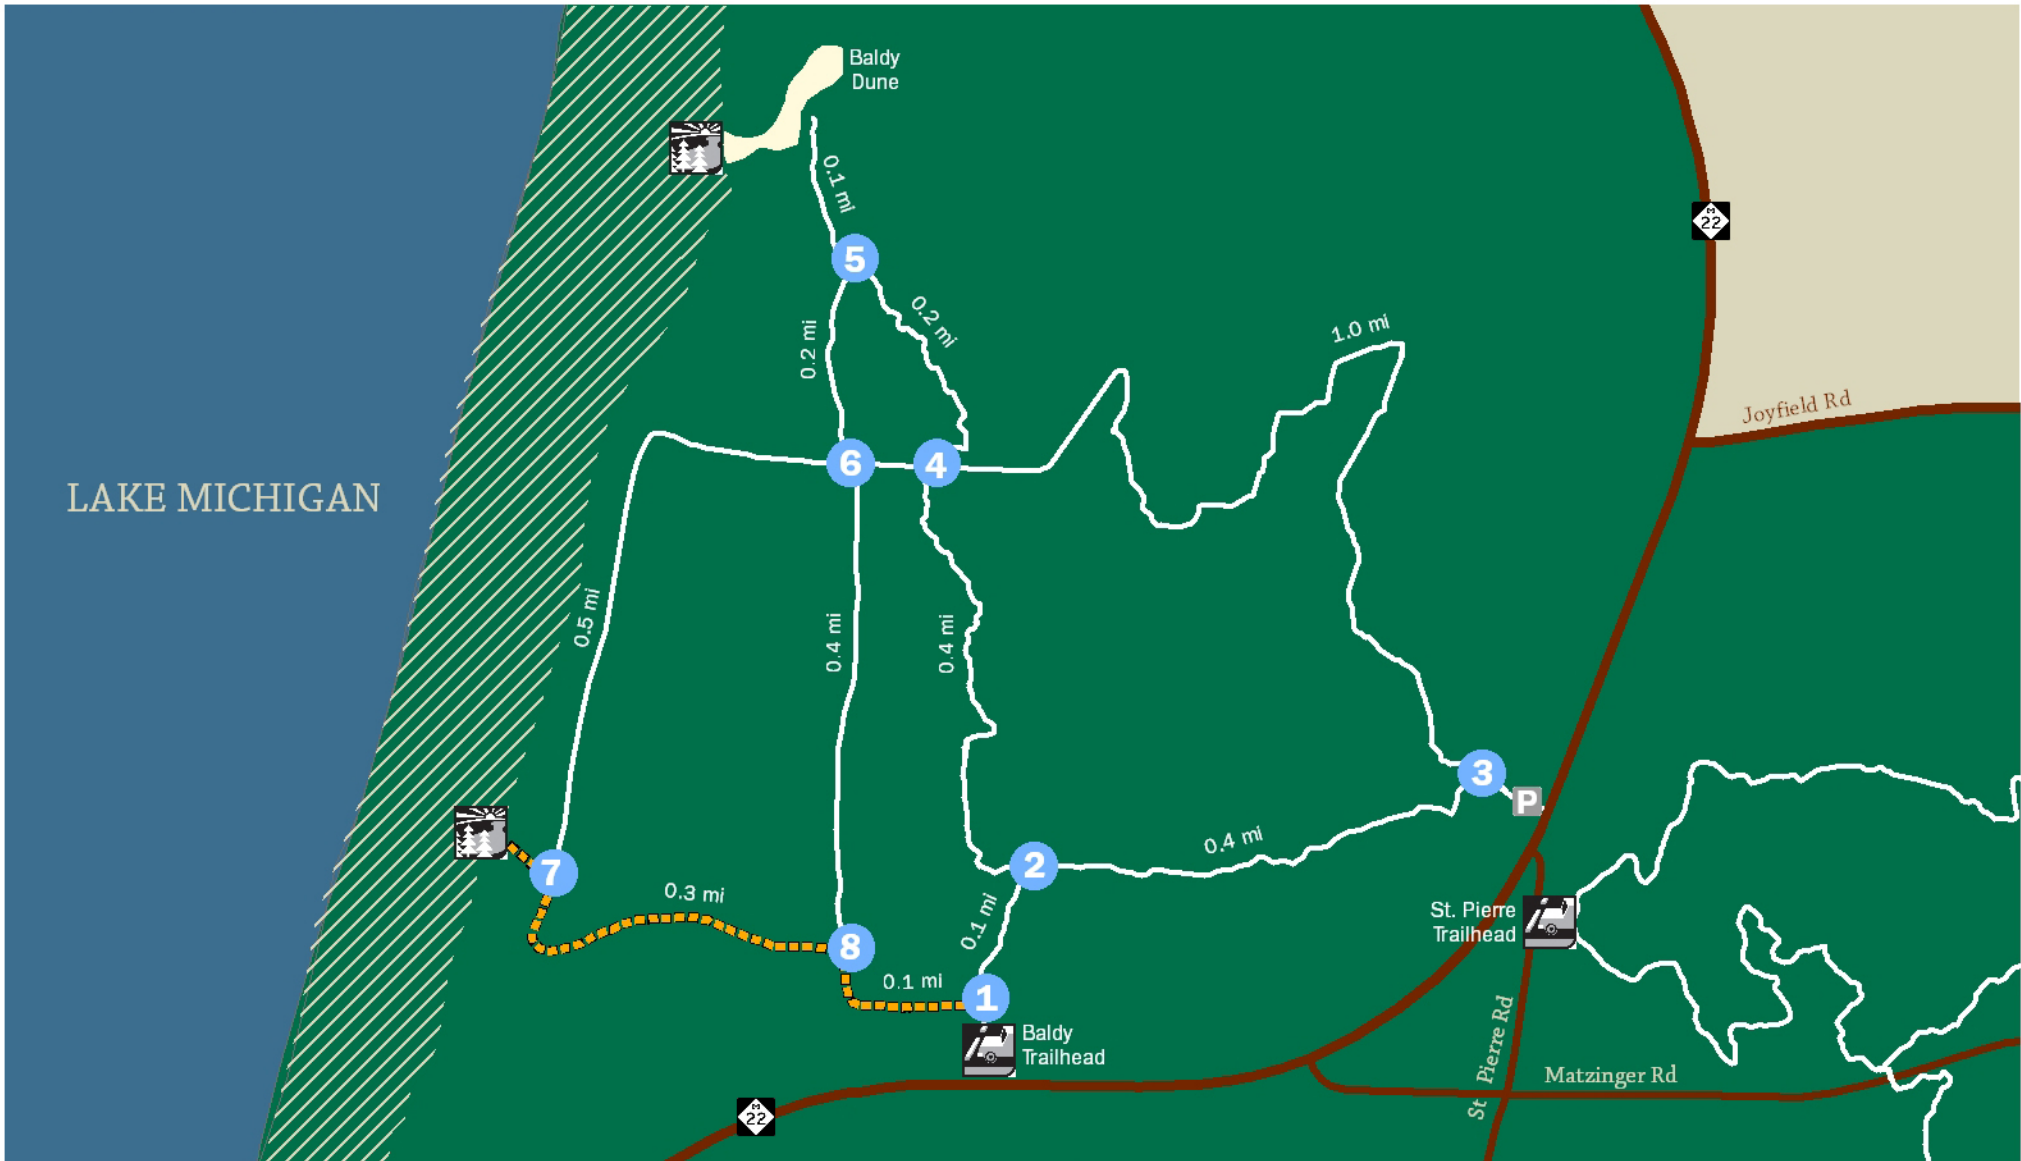 Baldy
Dune
0.1 mi
M
22
5
0.2 mi
0.2 mi
1.0 mi
Joyfield Rd
6
4
LAKE MICHIGAN
0.5 mi
0.4 mi
0.4 mi
3
P
0.4 mi
2
7
0.3 mi
0.1 mi
St. Pierre
Trailhead
8
0.1 mi
1
Baldy
Trailhead
St. Pierre Rd
Matzinger Rd
M
22